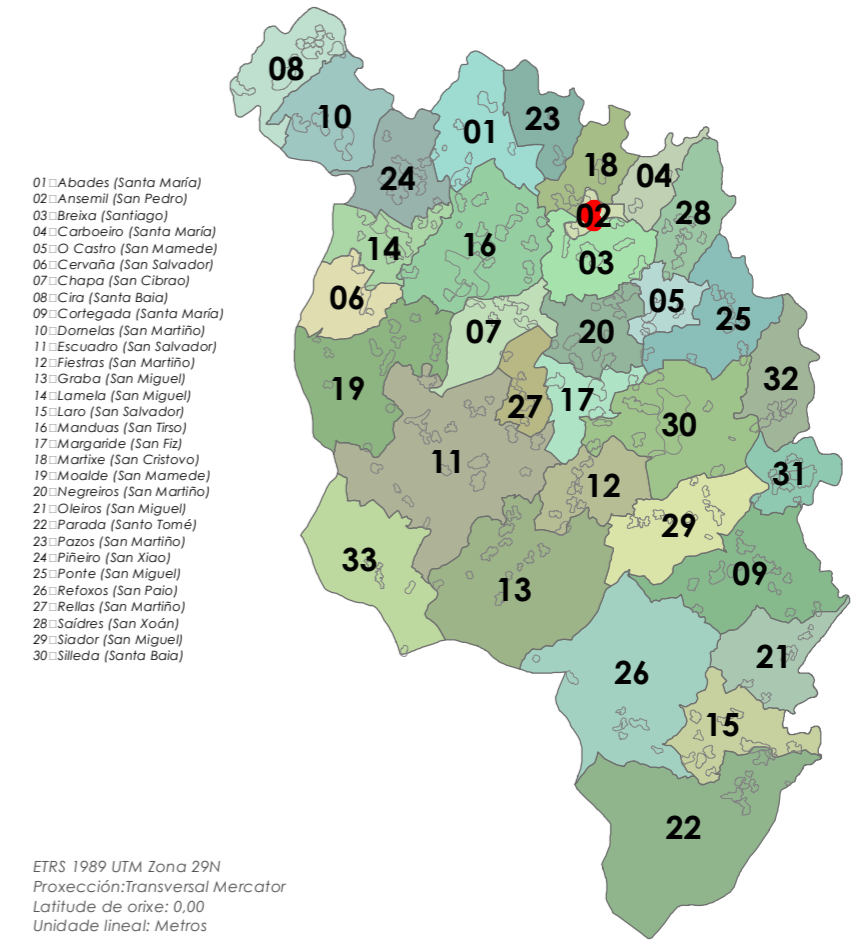 08
10
01
23
18
04
24
02
28
14
16
03
06
05
07
20
25
19
32
27
17
30
11
12
31
29
33
13
09
26
21
15
22
01□Abades (Santa María)
02□Ansemil (San Pedro)
03□Breixa (Santiago)
04□Carboeiro (Santa María)
05□O Castro (San Mamede)
06□Cervaña (San Salvador)
07□Chapa (San Cibrao)
08□Cira (Santa Baia)
09□Cortegada (Santa María)
10□Dornelas (San Martiño)
11□Escuadro (San Salvador)
12□Fiestras (San Martiño)
13□Graba (San Miguel)
14□Lamela (San Miguel)
15□Laro (San Salvador)
16□Manduas (San Tirso)
17□Margaride (San Fiz)
18□Martixe (San Cristovo)
19□Moalde (San Mamede)
20□Negreiros (San Martiño)
21□Oleiros (San Miguel)
22□Parada (Santo Tomé)
23□Pazos (San Martiño)
24□Piñeiro (San Xiao)
25□Ponte (San Miguel)
26□Refoxos (San Paio)
27□Rellas (San Martiño)
28□Saídres (San Xoán)
29□Siador (San Miguel)
30□Silleda (Santa Baia)
ETRS 1989 UTM Zona 29N
Proxección:Transversal Mercator
Latitude de orixe: 0,00
Unidade lineal: Metros